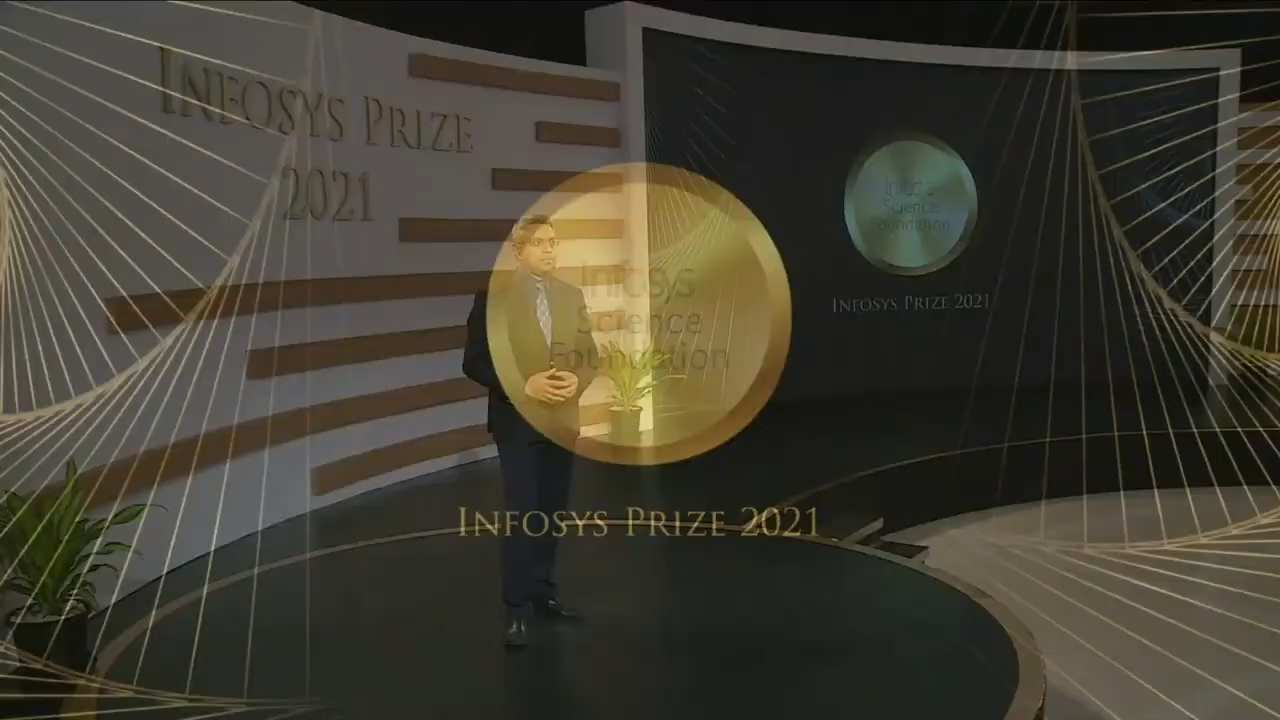 INFOSYS PRIZE
2021
Infosys
Science
Foundation
INFOSYS PRIZE 2021
Infosys
Science
Foundation
INFOSYS PRIZE 2021